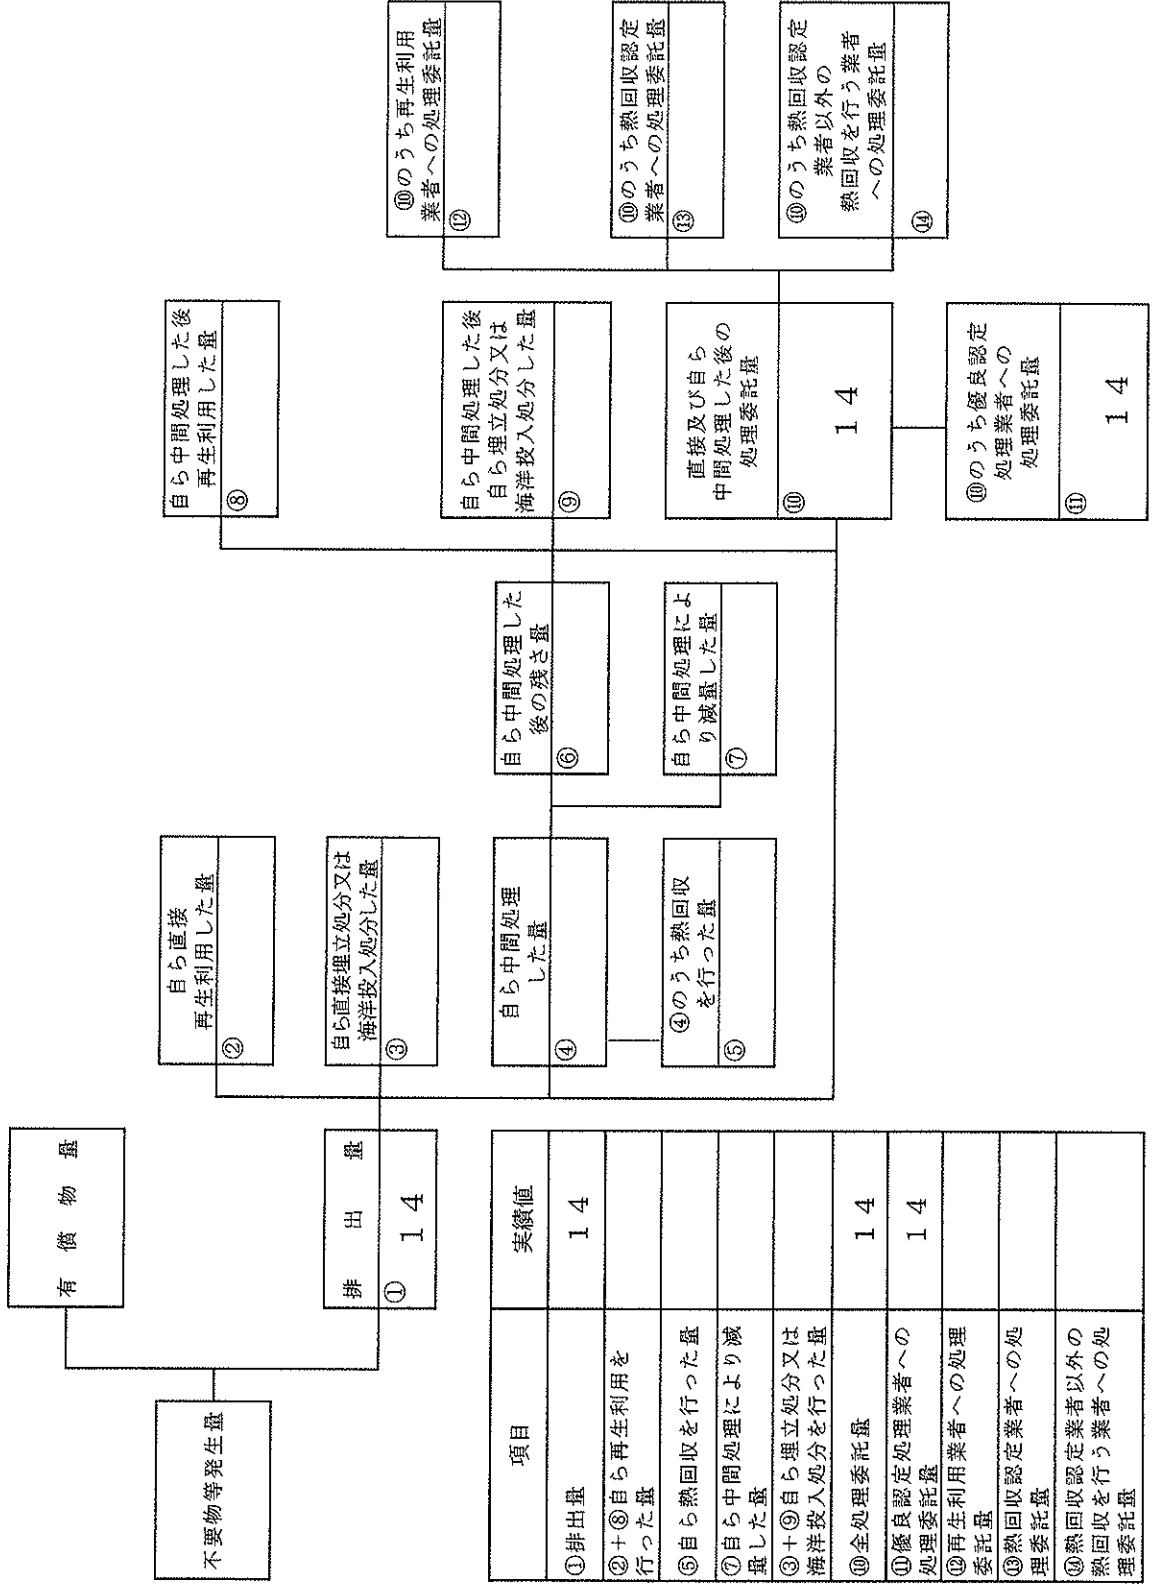 不要物等発生量
有償物量
排出量
①
14
自ら直接
再生利用した量
②
自ら直接埋立処分又は
海洋投入処分した量
③
自ら中間処理
した量
④
④のうち熱回収
を行った量
⑤
自ら中間処理した
後の残さ量
⑥
自ら中間処理によ
り減量した量
⑦
自ら中間処理した後
再生利用した量
⑧
自ら中間処理した後
自ら埋立処分又は
海洋投入処分した量
⑨
直接及び自ら
中間処理した後の
処理委託量
⑩
14
⑩のうち優良認定
処理業者への
処理委託量
⑪
14
⑩のうち再生利用
業者への処理委託量
⑫
⑩のうち熱回収認定
業者への処理委託量
⑬
⑩のうち熱回収認定
業者以外の
熱回収を行う業者
への処理委託量
⑭
項目 実績値
①排出量 14
②+⑧自ら再生利用を
行った量
⑤自ら熱回収を行った量
⑦自ら中間処理により減
量した量
③+⑨自ら埋立処分又は
海洋投入処分を行った量
⑩全処理委託量 14
⑪優良認定処理業者への
処理委託量 14
⑫再生利用業者への処理
委託量
⑬熱回収認定業者への処
理委託量
⑭熱回収認定業者以外の
熱回収を行う業者への処
理委託量